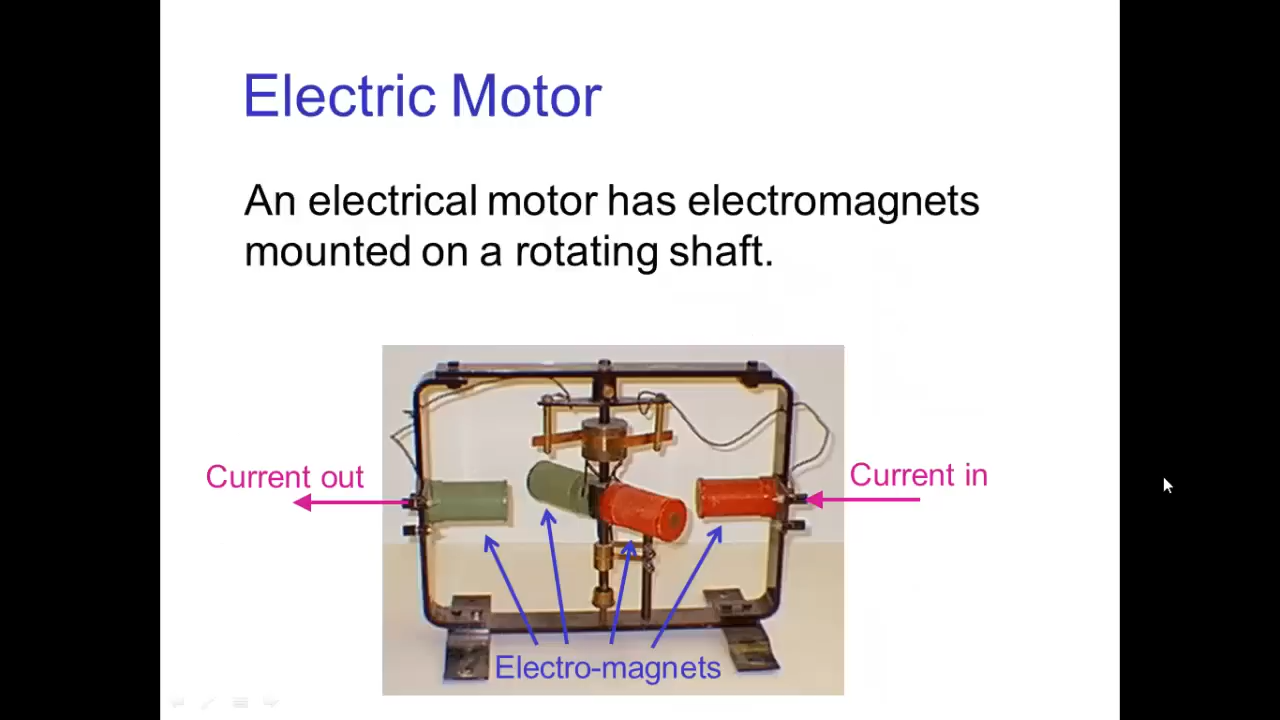 Electric Motor
An electrical motor has electromagnets
mounted on a rotating shaft.
Current out
Current in
Electro-magnets